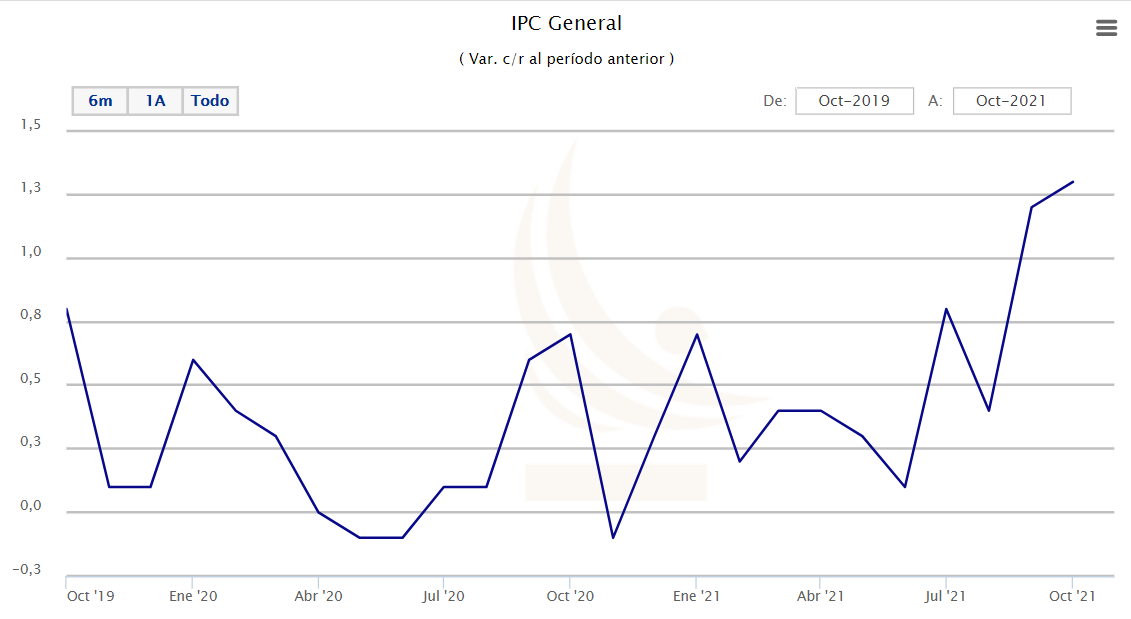 IPC General
( Var. c/r al período anterior )
6m 1A Todo
De: Oct-2019 A: Oct-2021
1,5
1,3
1,0
0,8
0,5
0,3
0,0
-0,3
Oct '19 Ene '20 Abr '20 Jul '20 Oct '20 Ene '21 Abr '21 Jul '21 Oct '21